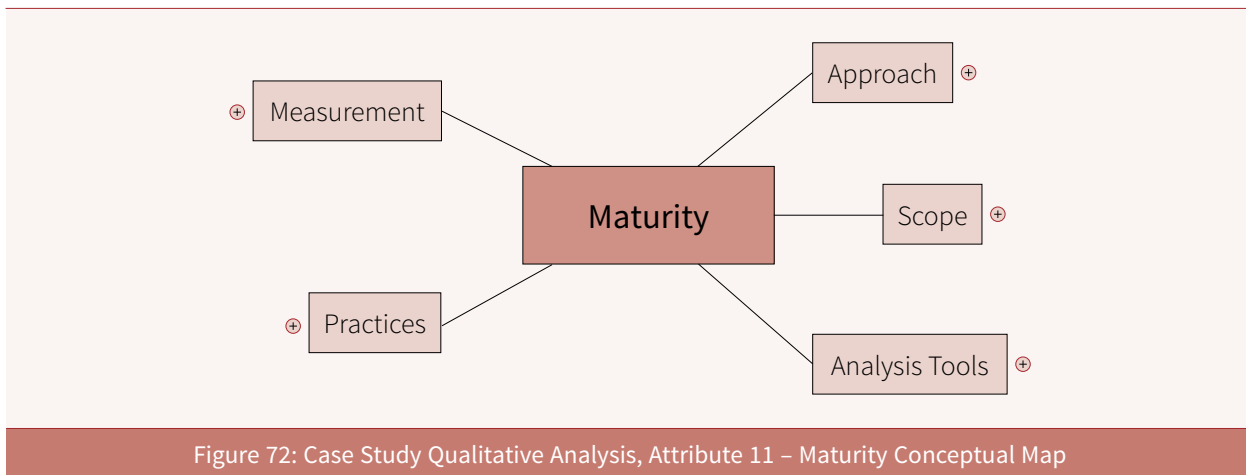 Approach
+
Measurement
+
Maturity
Scope
+
Practices
+
Analysis Tools
+
Figure 72: Case Study Qualitative Analysis, Attribute 11 – Maturity Conceptual Map